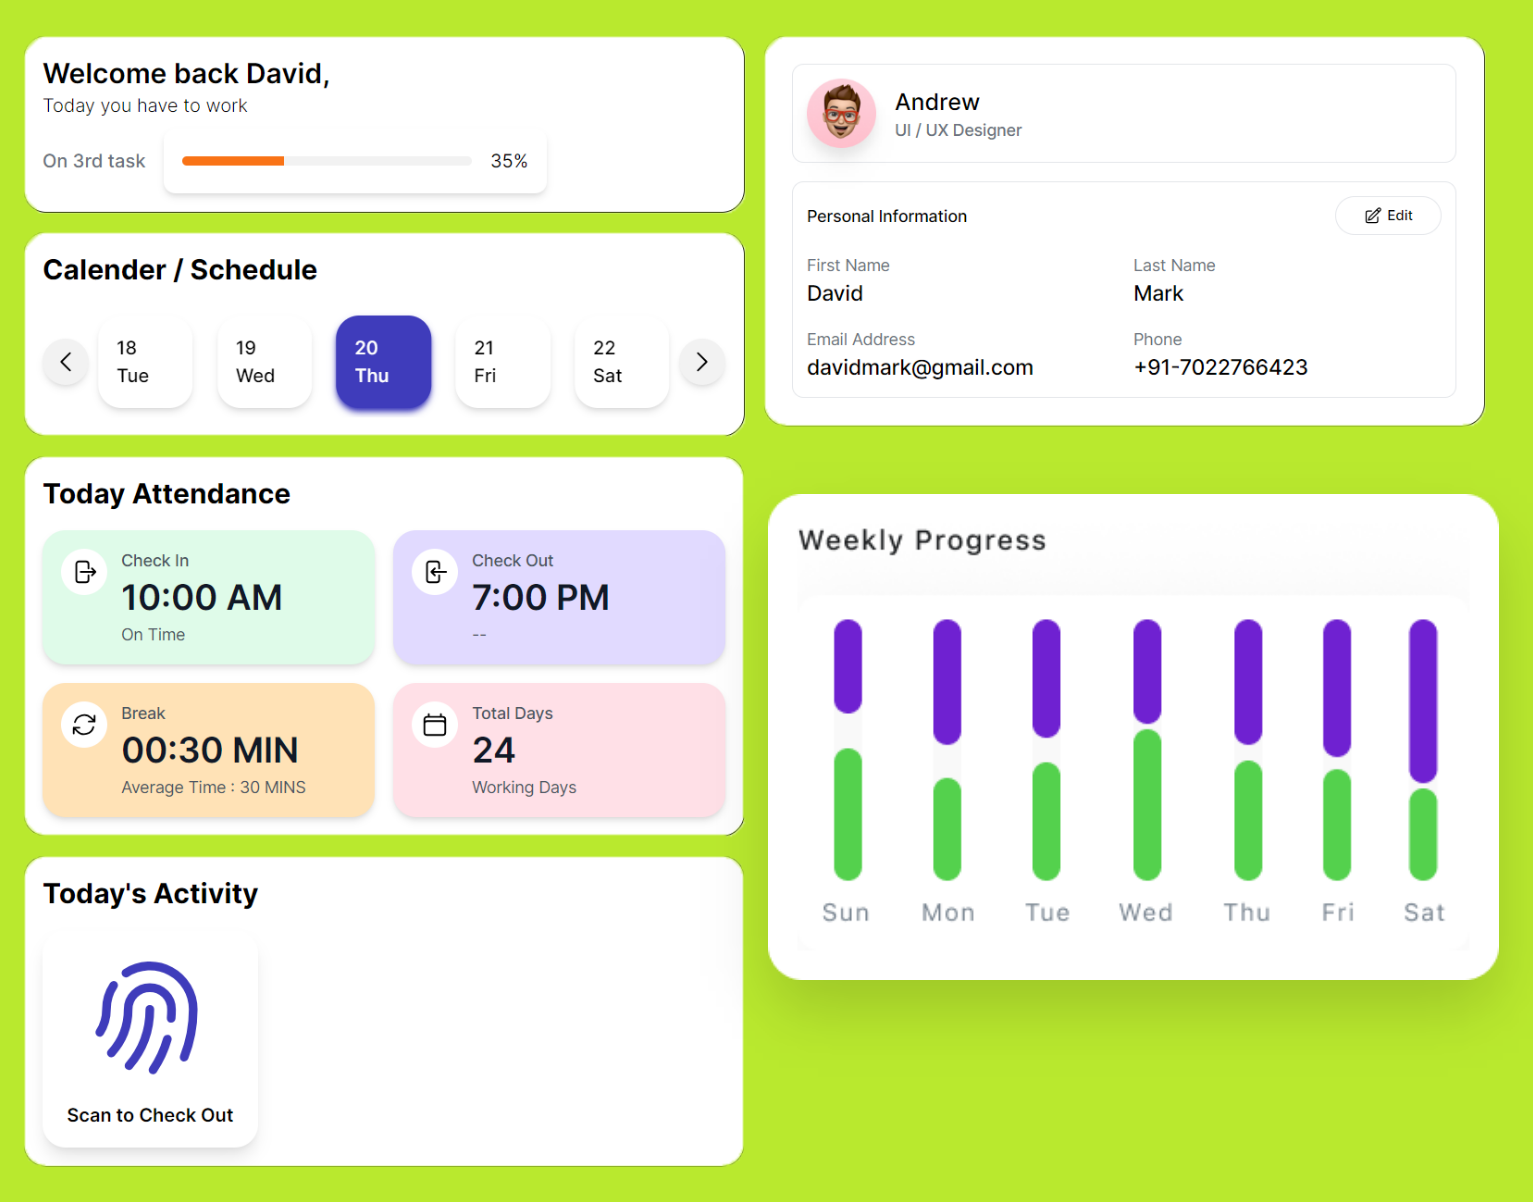 Welcome back David,
Today you have to work
On 3rd task 35%
Calender / Schedule
18 19 20 21 22
Tue Wed Thu Fri Sat
Today Attendance
Check In
10:00 AM
On Time
Check Out
7:00 PM
--
Break
00:30 MIN
Average Time : 30 MINS
Total Days
24
Working Days
Today's Activity
Scan to Check Out
Andrew
UI / UX Designer
Personal Information Edit
First Name Last Name
David Mark
Email Address Phone
davidmark@gmail.com +91-7022766423
Weekly Progress
Sun Mon Tue Wed Thu Fri Sat